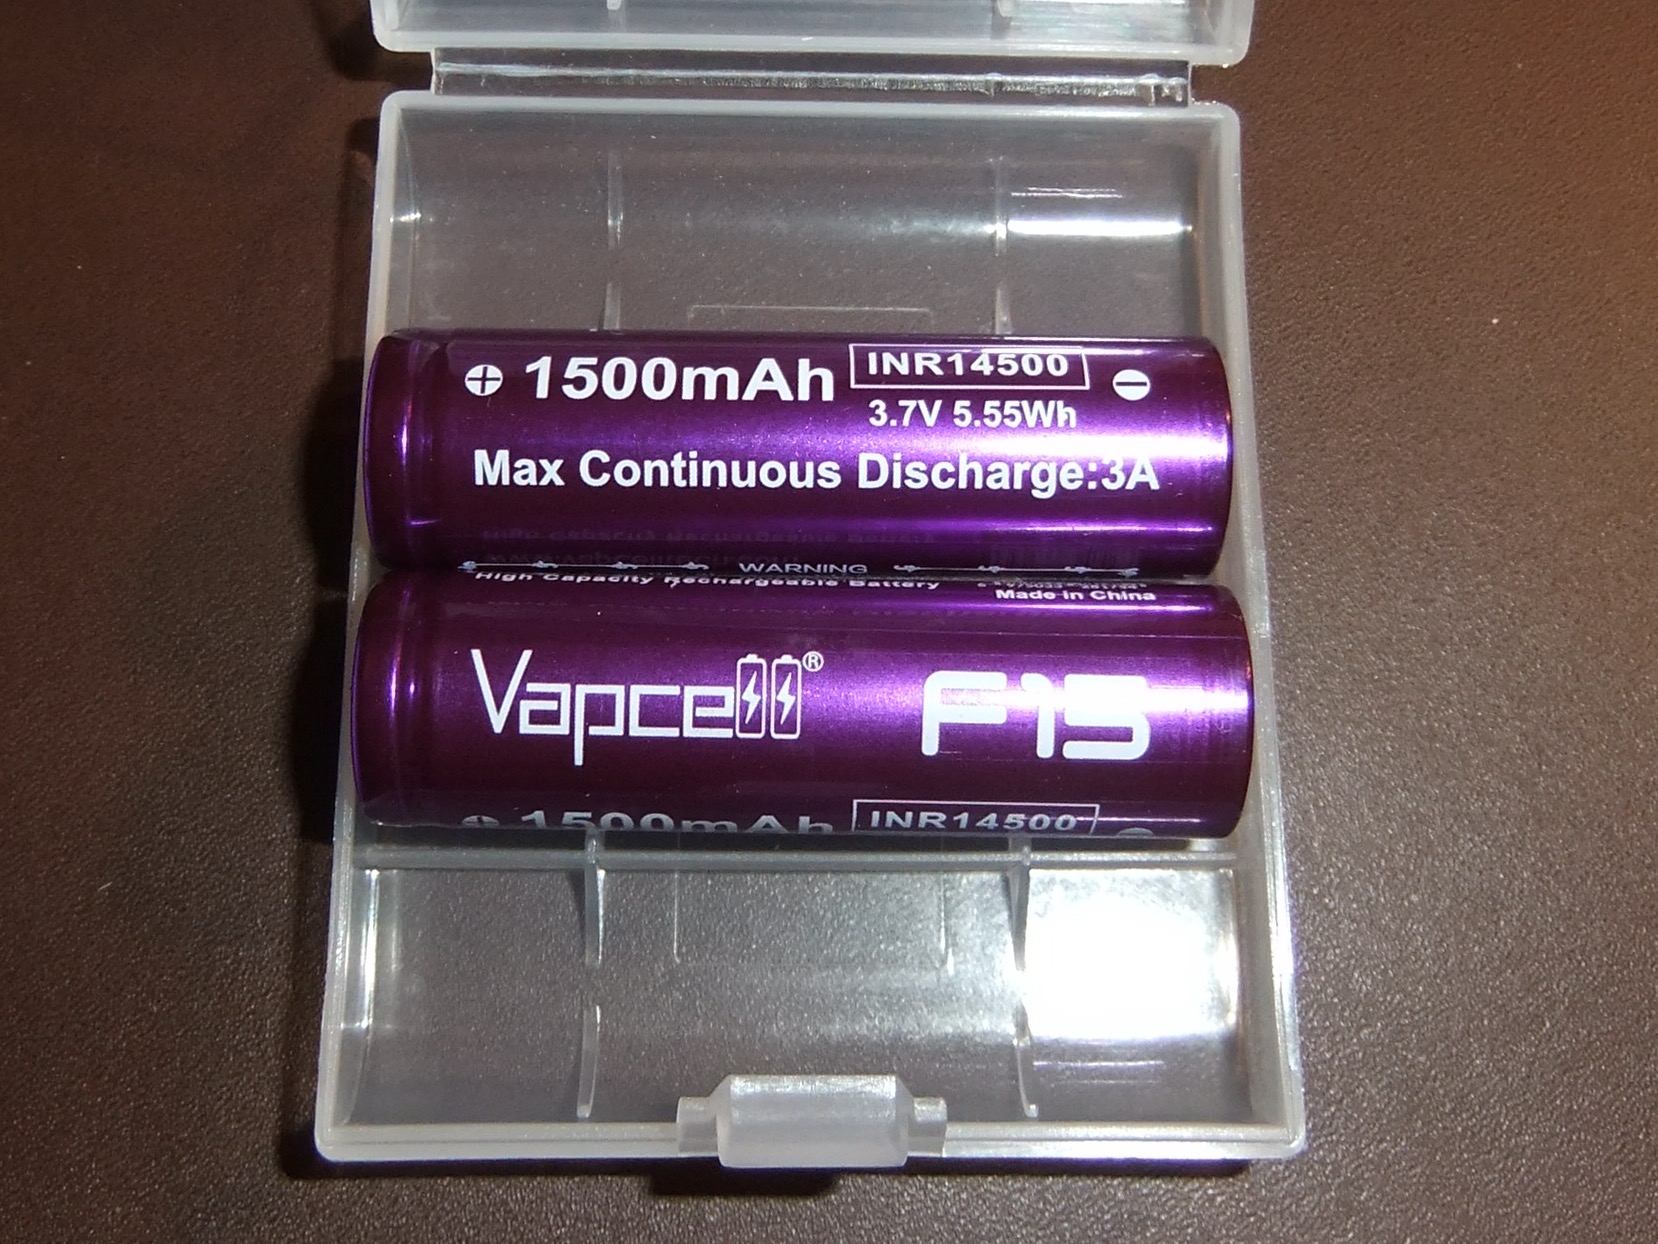 ⊕ 1500mAh INR14500 ⊖
3.7V 5.55Wh
Max Continuous Discharge:3A
WARNING
High Capacity Rechargeable Battery
Made in China
Vapcell® F15
1500mAh INR14500